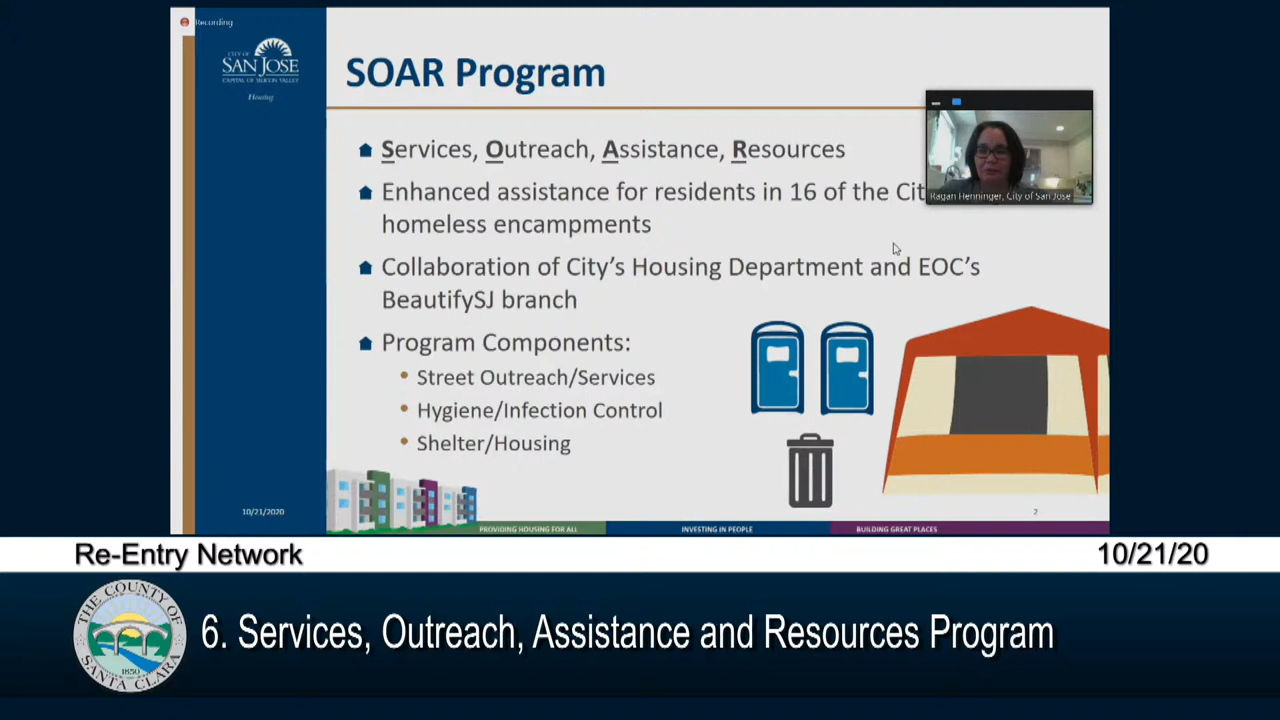 Recording
CITY OF
SAN JOSE
CAPITAL OF SILICON VALLEY
Housing
SOAR Program
Services, Outreach, Assistance, Resources
Enhanced assistance for residents in 16 of the Cit
homeless encampments
Ragan Henninger, City of San Jose
Collaboration of City’s Housing Department and EOC’s
BeautifySJ branch
Program Components:
Street Outreach/Services
Hygiene/Infection Control
Shelter/Housing
10/21/2020
2
PROVIDING HOUSING FOR ALL
INVESTING IN PEOPLE
BUILDING GREAT PLACES
Re-Entry Network
10/21/20
THE COUNTY OF
SANTA CLARA
1850
6. Services, Outreach, Assistance and Resources Program